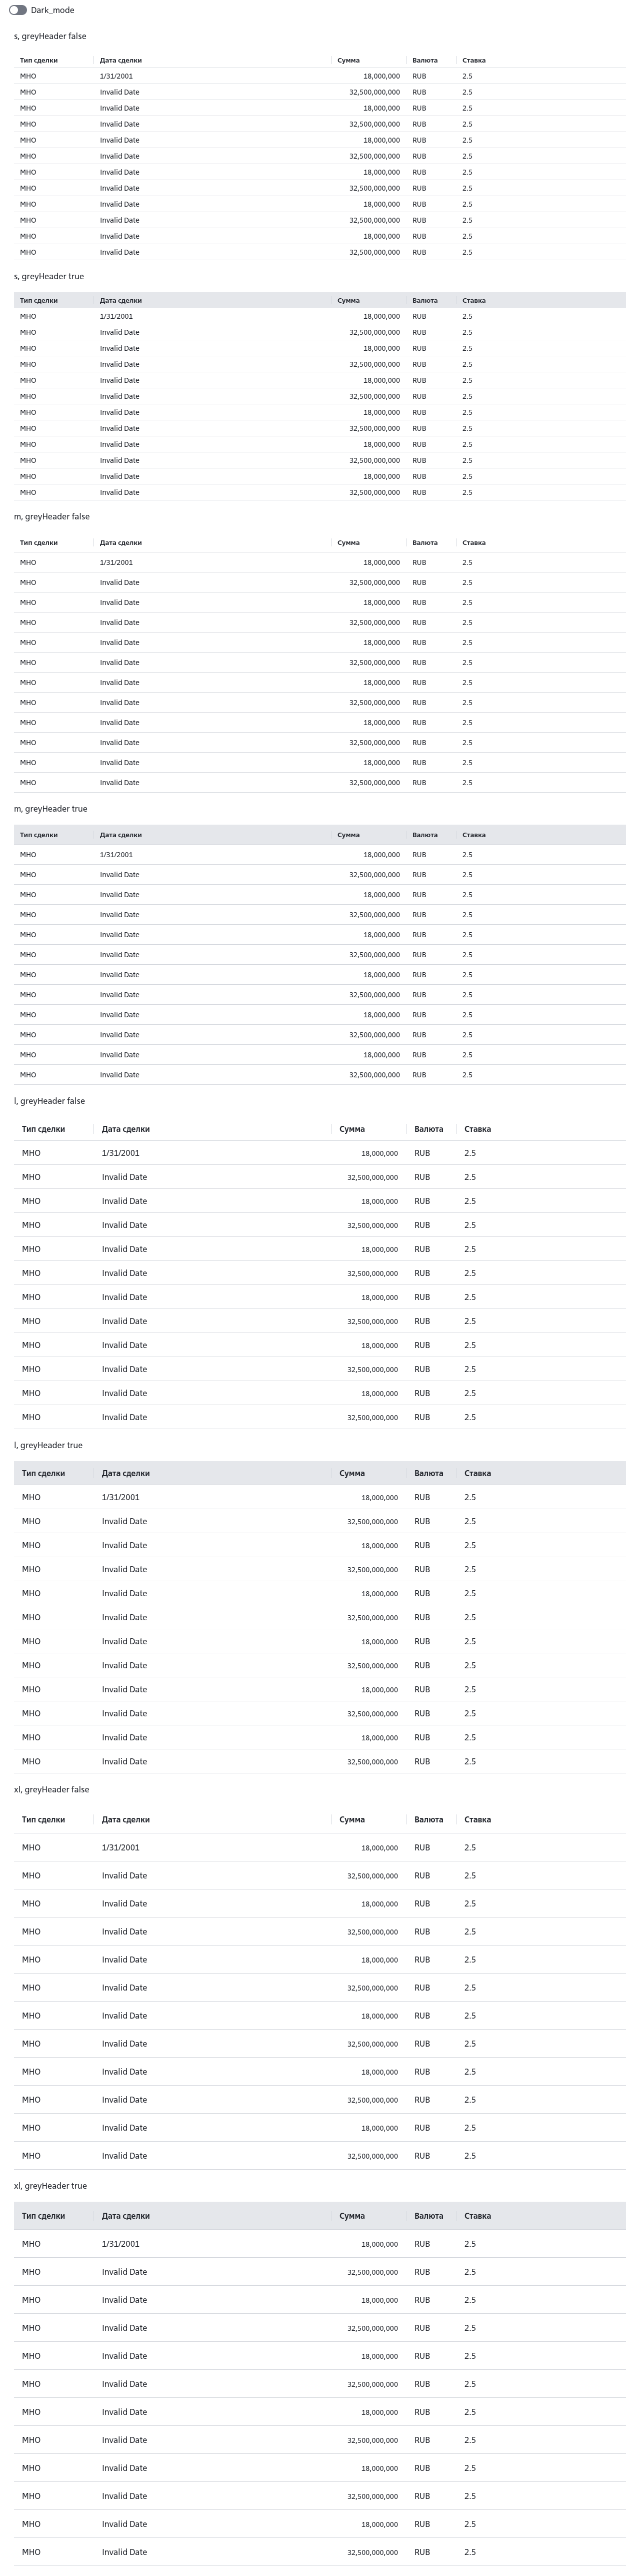 Dark_mode
s, greyHeader false
Тип сделки Дата сделки Сумма Валюта Ставка
МНО 1/31/2001 18,000,000 RUB 2.5
МНО Invalid Date 32,500,000,000 RUB 2.5
МНО Invalid Date 18,000,000 RUB 2.5
МНО Invalid Date 32,500,000,000 RUB 2.5
МНО Invalid Date 18,000,000 RUB 2.5
МНО Invalid Date 32,500,000,000 RUB 2.5
МНО Invalid Date 18,000,000 RUB 2.5
МНО Invalid Date 32,500,000,000 RUB 2.5
МНО Invalid Date 18,000,000 RUB 2.5
МНО Invalid Date 32,500,000,000 RUB 2.5
МНО Invalid Date 18,000,000 RUB 2.5
МНО Invalid Date 32,500,000,000 RUB 2.5
s, greyHeader true
Тип сделки Дата сделки Сумма Валюта Ставка
МНО 1/31/2001 18,000,000 RUB 2.5
МНО Invalid Date 32,500,000,000 RUB 2.5
МНО Invalid Date 18,000,000 RUB 2.5
МНО Invalid Date 32,500,000,000 RUB 2.5
МНО Invalid Date 18,000,000 RUB 2.5
МНО Invalid Date 32,500,000,000 RUB 2.5
МНО Invalid Date 18,000,000 RUB 2.5
МНО Invalid Date 32,500,000,000 RUB 2.5
МНО Invalid Date 18,000,000 RUB 2.5
МНО Invalid Date 32,500,000,000 RUB 2.5
МНО Invalid Date 18,000,000 RUB 2.5
МНО Invalid Date 32,500,000,000 RUB 2.5
m, greyHeader false
Тип сделки Дата сделки Сумма Валюта Ставка
МНО 1/31/2001 18,000,000 RUB 2.5
МНО Invalid Date 32,500,000,000 RUB 2.5
МНО Invalid Date 18,000,000 RUB 2.5
МНО Invalid Date 32,500,000,000 RUB 2.5
МНО Invalid Date 18,000,000 RUB 2.5
МНО Invalid Date 32,500,000,000 RUB 2.5
МНО Invalid Date 18,000,000 RUB 2.5
МНО Invalid Date 32,500,000,000 RUB 2.5
МНО Invalid Date 18,000,000 RUB 2.5
МНО Invalid Date 32,500,000,000 RUB 2.5
МНО Invalid Date 18,000,000 RUB 2.5
МНО Invalid Date 32,500,000,000 RUB 2.5
m, greyHeader true
Тип сделки Дата сделки Сумма Валюта Ставка
МНО 1/31/2001 18,000,000 RUB 2.5
МНО Invalid Date 32,500,000,000 RUB 2.5
МНО Invalid Date 18,000,000 RUB 2.5
МНО Invalid Date 32,500,000,000 RUB 2.5
МНО Invalid Date 18,000,000 RUB 2.5
МНО Invalid Date 32,500,000,000 RUB 2.5
МНО Invalid Date 18,000,000 RUB 2.5
МНО Invalid Date 32,500,000,000 RUB 2.5
МНО Invalid Date 18,000,000 RUB 2.5
МНО Invalid Date 32,500,000,000 RUB 2.5
МНО Invalid Date 18,000,000 RUB 2.5
МНО Invalid Date 32,500,000,000 RUB 2.5
l, greyHeader false
Тип сделки Дата сделки Сумма Валюта Ставка
МНО 1/31/2001 18,000,000 RUB 2.5
МНО Invalid Date 32,500,000,000 RUB 2.5
МНО Invalid Date 18,000,000 RUB 2.5
МНО Invalid Date 32,500,000,000 RUB 2.5
МНО Invalid Date 18,000,000 RUB 2.5
МНО Invalid Date 32,500,000,000 RUB 2.5
МНО Invalid Date 18,000,000 RUB 2.5
МНО Invalid Date 32,500,000,000 RUB 2.5
МНО Invalid Date 18,000,000 RUB 2.5
МНО Invalid Date 32,500,000,000 RUB 2.5
МНО Invalid Date 18,000,000 RUB 2.5
МНО Invalid Date 32,500,000,000 RUB 2.5
l, greyHeader true
Тип сделки Дата сделки Сумма Валюта Ставка
МНО 1/31/2001 18,000,000 RUB 2.5
МНО Invalid Date 32,500,000,000 RUB 2.5
МНО Invalid Date 18,000,000 RUB 2.5
МНО Invalid Date 32,500,000,000 RUB 2.5
МНО Invalid Date 18,000,000 RUB 2.5
МНО Invalid Date 32,500,000,000 RUB 2.5
МНО Invalid Date 18,000,000 RUB 2.5
МНО Invalid Date 32,500,000,000 RUB 2.5
МНО Invalid Date 18,000,000 RUB 2.5
МНО Invalid Date 32,500,000,000 RUB 2.5
МНО Invalid Date 18,000,000 RUB 2.5
МНО Invalid Date 32,500,000,000 RUB 2.5
xl, greyHeader false
Тип сделки Дата сделки Сумма Валюта Ставка
МНО 1/31/2001 18,000,000 RUB 2.5
МНО Invalid Date 32,500,000,000 RUB 2.5
МНО Invalid Date 18,000,000 RUB 2.5
МНО Invalid Date 32,500,000,000 RUB 2.5
МНО Invalid Date 18,000,000 RUB 2.5
МНО Invalid Date 32,500,000,000 RUB 2.5
МНО Invalid Date 18,000,000 RUB 2.5
МНО Invalid Date 32,500,000,000 RUB 2.5
МНО Invalid Date 18,000,000 RUB 2.5
МНО Invalid Date 32,500,000,000 RUB 2.5
МНО Invalid Date 18,000,000 RUB 2.5
МНО Invalid Date 32,500,000,000 RUB 2.5
xl, greyHeader true
Тип сделки Дата сделки Сумма Валюта Ставка
МНО 1/31/2001 18,000,000 RUB 2.5
МНО Invalid Date 32,500,000,000 RUB 2.5
МНО Invalid Date 18,000,000 RUB 2.5
МНО Invalid Date 32,500,000,000 RUB 2.5
МНО Invalid Date 18,000,000 RUB 2.5
МНО Invalid Date 32,500,000,000 RUB 2.5
МНО Invalid Date 18,000,000 RUB 2.5
МНО Invalid Date 32,500,000,000 RUB 2.5
МНО Invalid Date 18,000,000 RUB 2.5
МНО Invalid Date 32,500,000,000 RUB 2.5
МНО Invalid Date 18,000,000 RUB 2.5
МНО Invalid Date 32,500,000,000 RUB 2.5